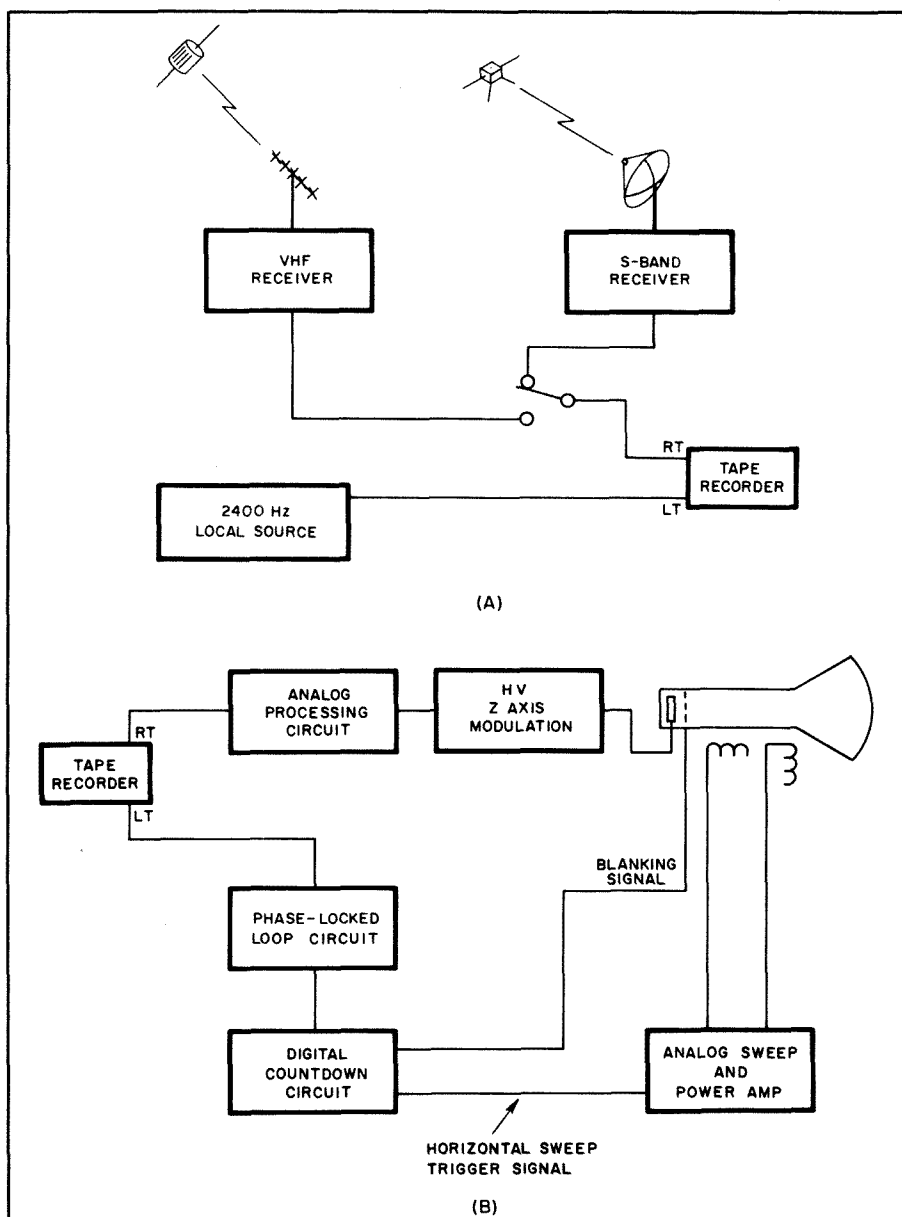 VHF
RECEIVER
S-BAND
RECEIVER
RT
LT
TAPE
RECORDER
2400 Hz
LOCAL SOURCE
(A)
ANALOG
PROCESSING
CIRCUIT
HV
Z AXIS
MODULATION
RT
TAPE
RECORDER
LT
BLANKING
SIGNAL
PHASE-LOCKED
LOOP CIRCUIT
DIGITAL
COUNTDOWN
CIRCUIT
ANALOG SWEEP
AND
POWER AMP
HORIZONTAL SWEEP
TRIGGER SIGNAL
(B)